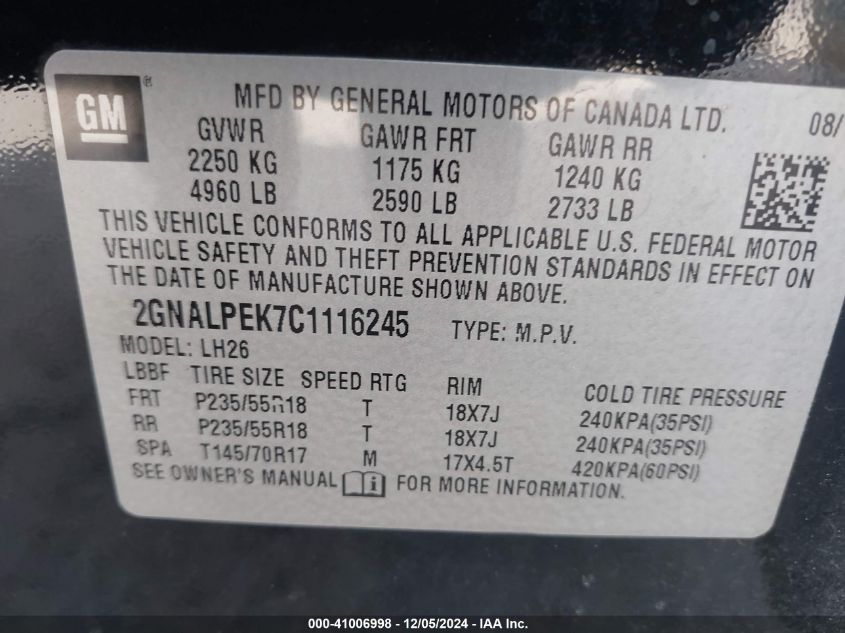 GM ®
MFD BY GENERAL MOTORS OF CANADA LTD. 08/
GVWR GAWR FRT GAWR RR
2250 KG 1175 KG 1240 KG
4960 LB 2590 LB 2733 LB
THIS VEHICLE CONFORMS TO ALL APPLICABLE U.S. FEDERAL MOTOR
VEHICLE SAFETY AND THEFT PREVENTION STANDARDS IN EFFECT ON
THE DATE OF MANUFACTURE SHOWN ABOVE.
2GNALPEK7C1116245 TYPE: M.P.V.
MODEL: LH26
LBBF TIRE SIZE SPEED RTG RIM COLD TIRE PRESSURE
FRT P235/55R18 T 18X7J 240KPA(35PSI)
RR P235/55R18 T 18X7J 240KPA(35PSI)
SPA T145/70R17 M 17X4.5T 420KPA(60PSI)
SEE OWNER'S MANUAL i FOR MORE INFORMATION.
000-41006998 - 12/05/2024 - IAA Inc.